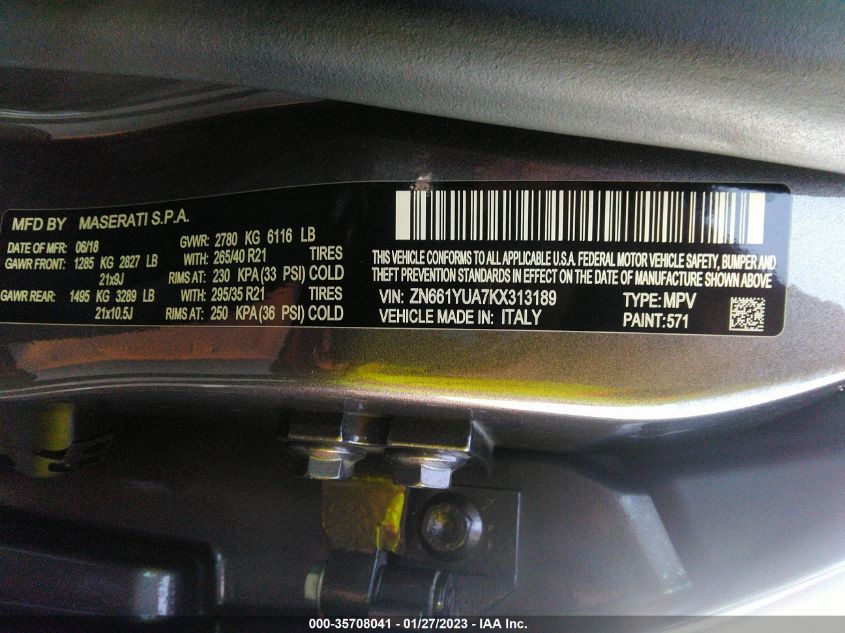 MFD BY MASERATI S.P.A.
DATE OF MFR: 06/18 GVWR: 2780 KG 6116 LB
GAWR FRONT: 1285 KG 2827 LB WITH: 265/40 R21 TIRES
21x9J RIMS AT: 230 KPA (33 PSI) COLD
GAWR REAR: 1495 KG 3289 LB WITH: 295/35 R21 TIRES
21x10.5J RIMS AT: 250 KPA (36 PSI) COLD
THIS VEHICLE CONFORMS TO ALL APPLICABLE U.S.A. FEDERAL MOTOR VEHICLE SAFETY, BUMPER AND
THEFT PREVENTION STANDARDS IN EFFECT ON THE DATE OF MANUFACTURE SHOWN ABOVE
VIN: ZN661YUA7KX313189 TYPE: MPV
VEHICLE MADE IN: ITALY PAINT: 571
000-35708041 - 01/27/2023 - IAA Inc.